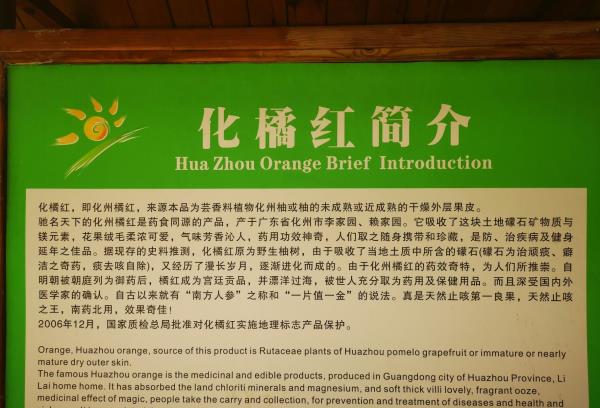 化橘红简介
Hua Zhou Orange Brief Introduction
化橘红，即化州橘红，来源本品为芸香科植物化州柚或柚的未成熟或近成熟的干燥外层果皮。
驰名天下的化州橘红是药食同源的产品，产于广东省化州市李家园、赖家园。它吸收了这块土地礞石矿物质与
镁元素，花果绒毛柔浓可爱，气味芳香沁人，药用功效神奇，人们取之随身携带和珍藏，是防、治疾病及健身
延年之佳品。据现存的史料推测，化橘红原为野生柚树，由于吸收了当地土质中所含的礞石(礞石为治顽痰、癖
洁之奇药，痰去咳自除)，又经历了漫长岁月，逐渐进化而成的。由于化州橘红的药效奇特，为人们所推崇。自
明朝被朝庭列为御药后，橘红成为宫廷贡品，并漂洋过海，被世人充分取为药用及保健用品。而且深受国内外
医学家的确认。自古以来就有“南方人参”之称和“一片值一金”的说法。真是天然止咳第一良果，天然止咳
之王，南药北用，效果奇佳！
2006年12月，国家质检总局批准对化橘红实施地理标志产品保护。
Orange, Huazhou orange, source of this product is Rutaceae plants of Huazhou pomelo grapefruit or immature or nearly
mature dry outer skin.
The famous Huazhou orange is the medicinal and edible products, produced in Guangdong city of Huazhou Province, Li
Lai home home. It has absorbed the land chloriti minerals and magnesium, and soft thick villi lovely, fragrant ooze,
medicinal effect of magic, people take the carry and collection, for prevention and treatment of diseases and health and